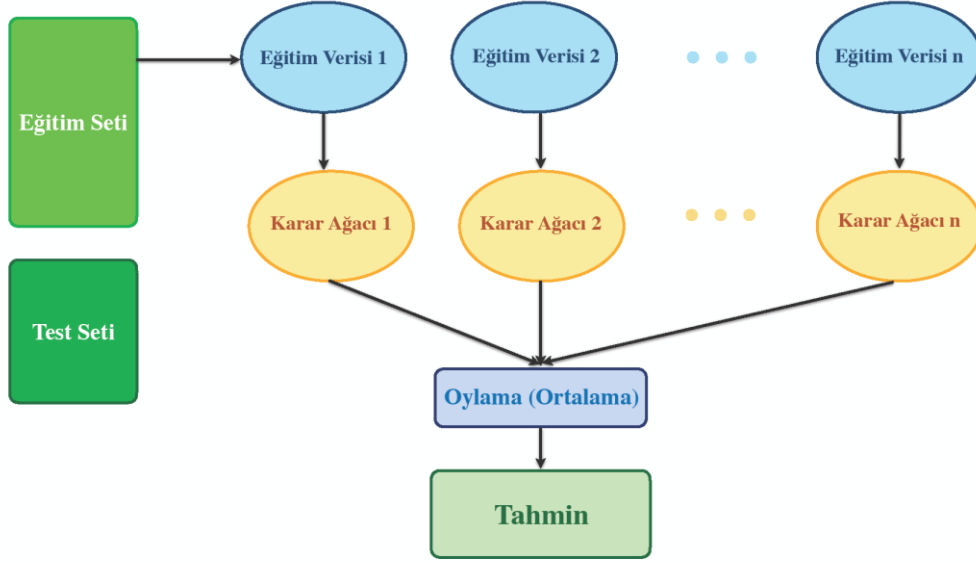 Eğitim Seti
Eğitim Verisi 1
Eğitim Verisi 2
Eğitim Verisi n
Karar Ağacı 1
Karar Ağacı 2
Karar Ağacı n
Test Seti
Oylama (Ortalama)
Tahmin